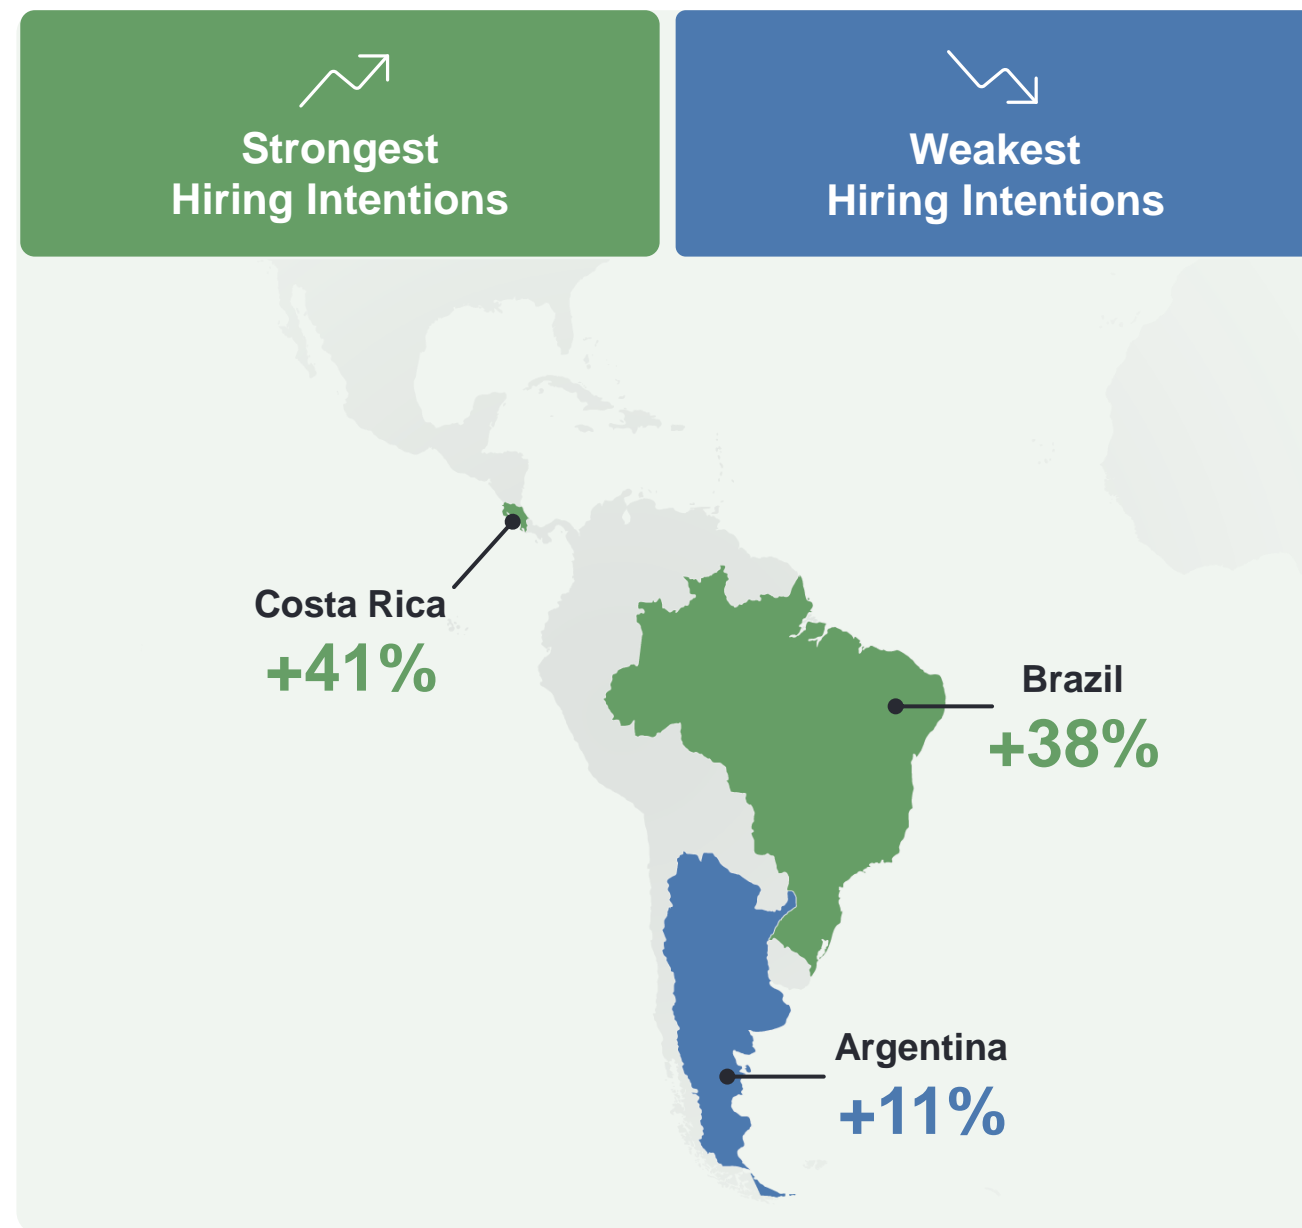 Strongest
Hiring Intentions
Weakest
Hiring Intentions
Costa Rica
+41%
Brazil
+38%
Argentina
+11%